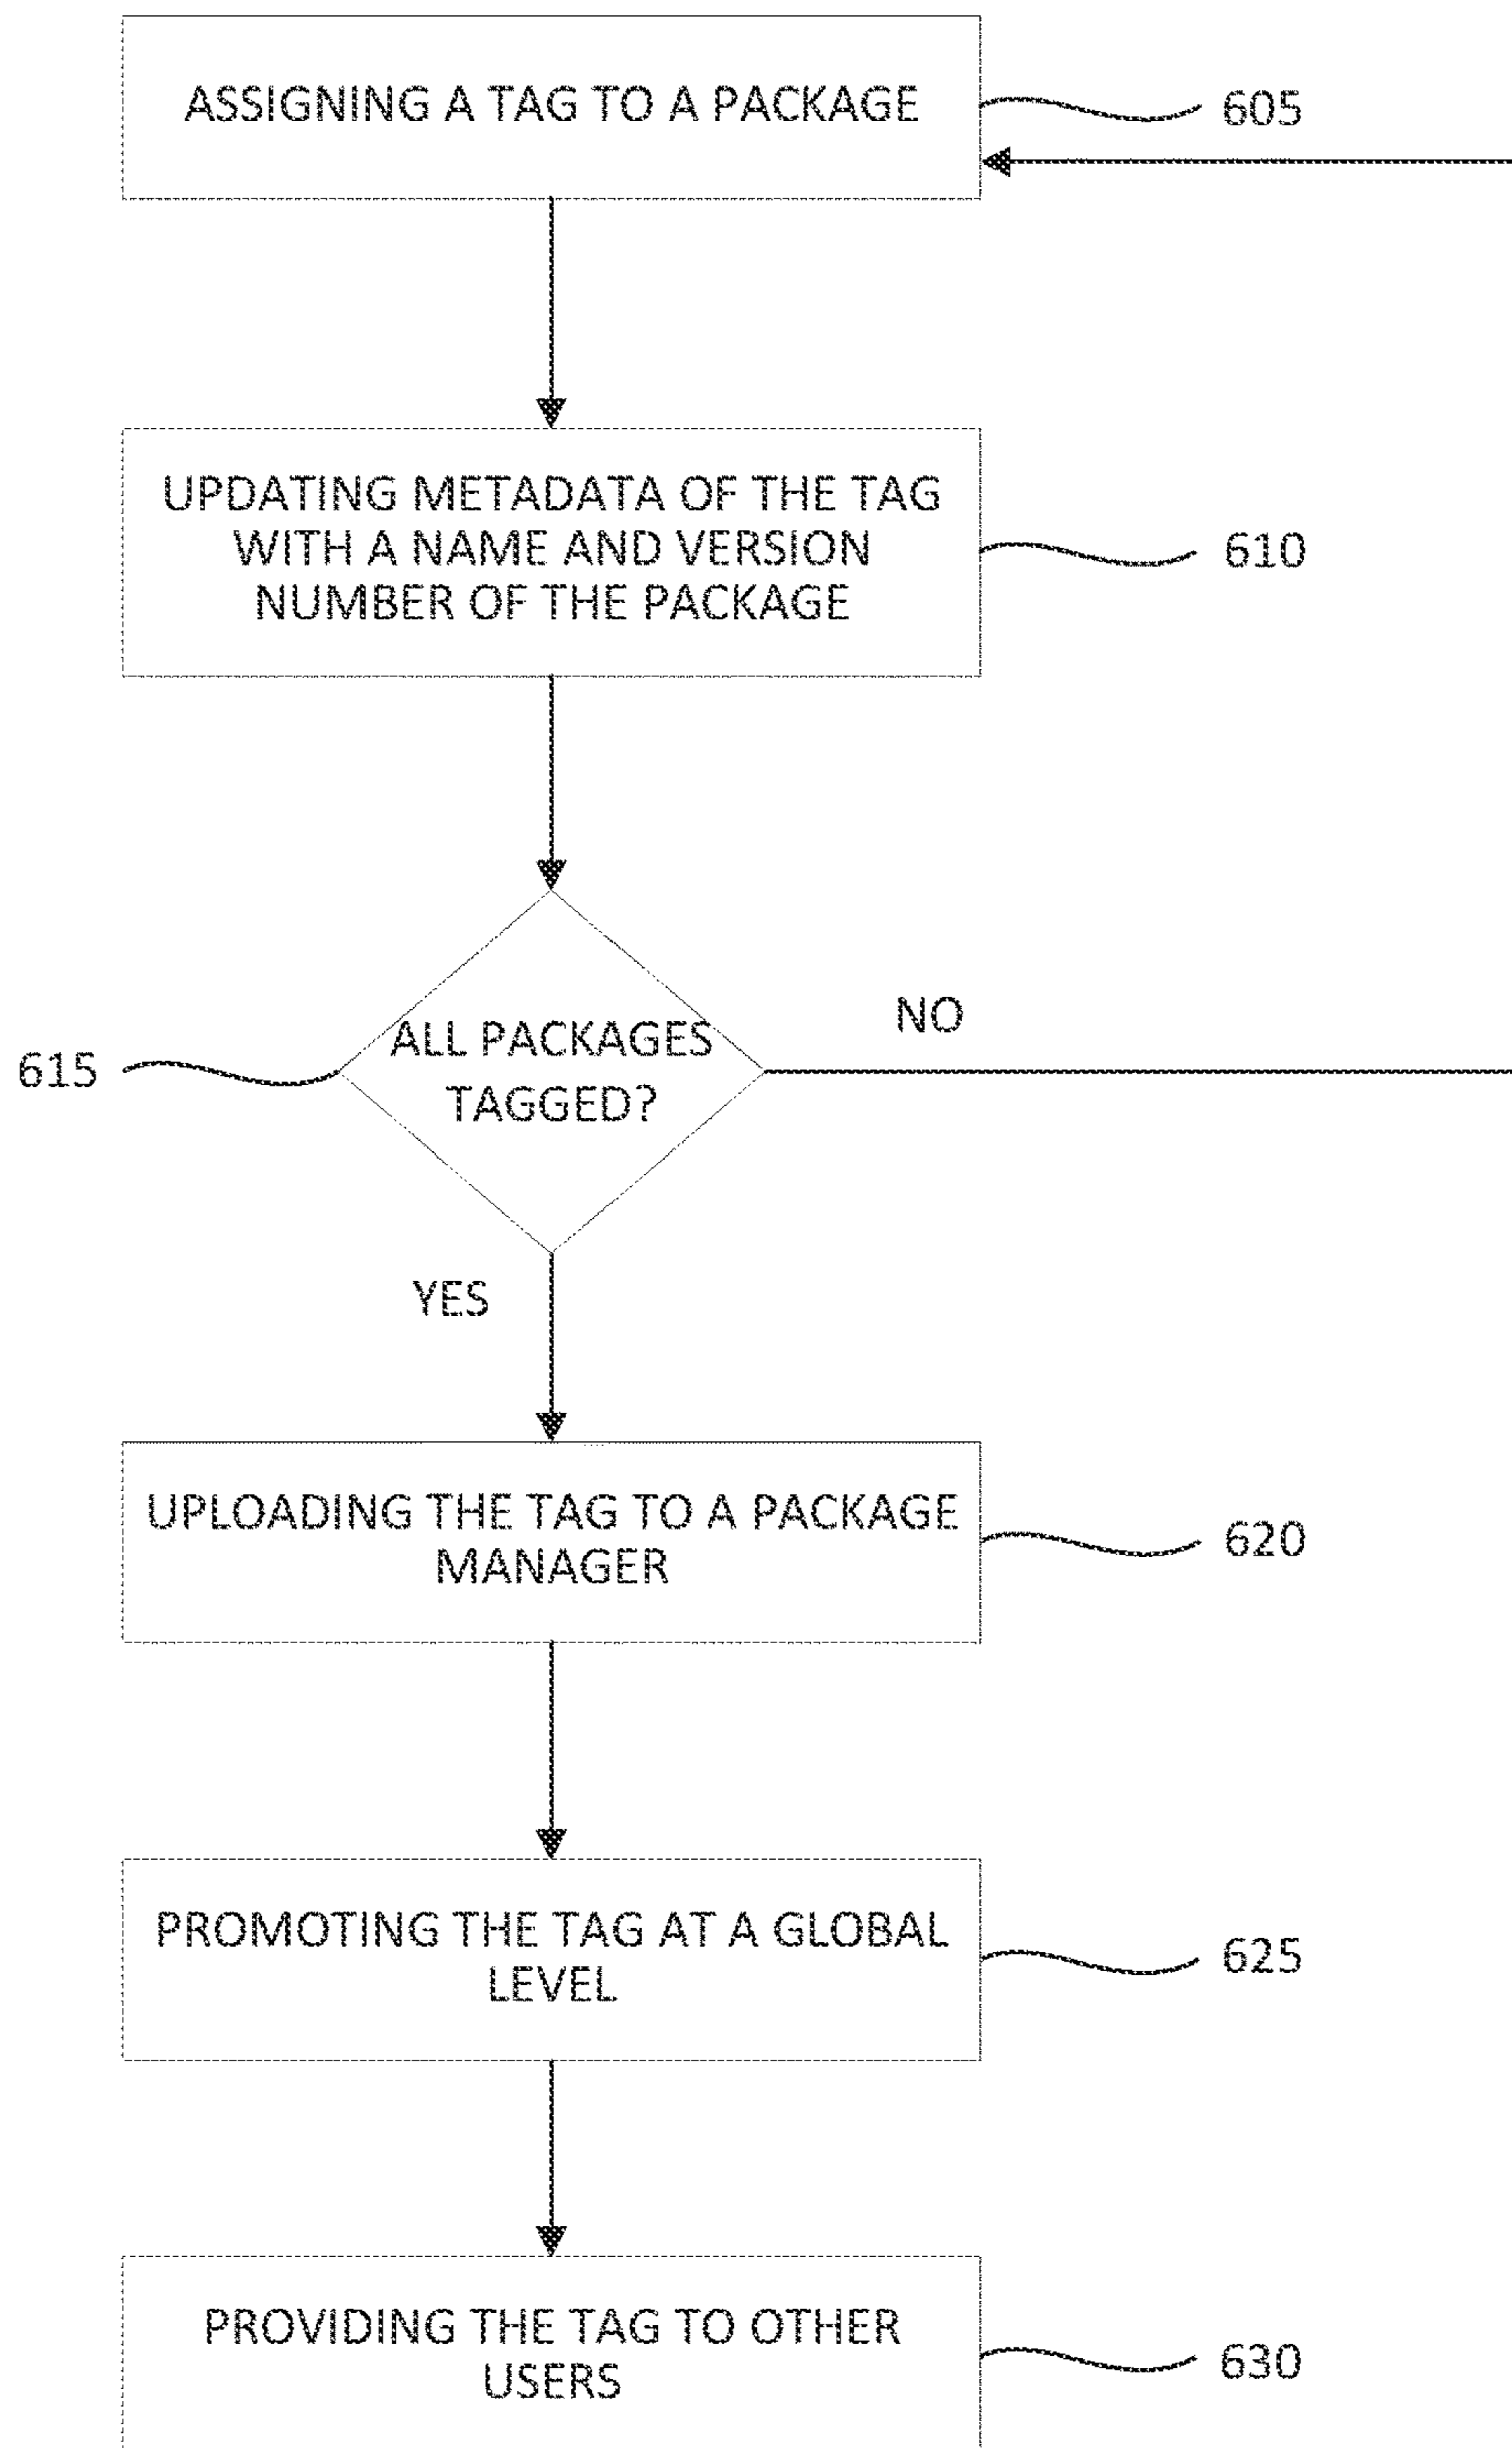 ASSIGNING A TAG TO A PACKAGE
605
UPDATING METADATA OF THE TAG
WITH A NAME AND VERSION
NUMBER OF THE PACKAGE
610
NO
ALL PACKAGES
TAGGED?
615
YES
UPLOADING THE TAG TO A PACKAGE
MANAGER
620
PROMOTING THE TAG AT A GLOBAL
LEVEL
625
PROVIDING THE TAG TO OTHER
USERS
630